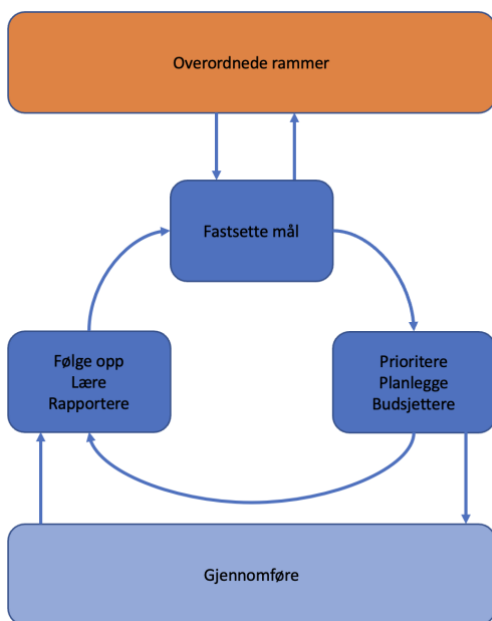 Overordnede rammer
Fastsette mål
Følge opp
Lære
Rapportere
Prioritere
Planlegge
Budsjettere
Gjennomføre